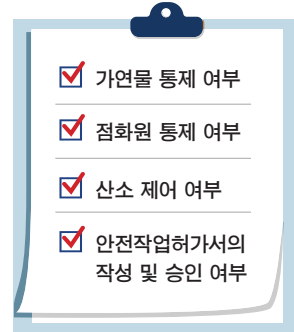 가연물 통제 여부
점화원 통제 여부
산소 제어 여부
안전작업허가서의
작성 및 승인 여부